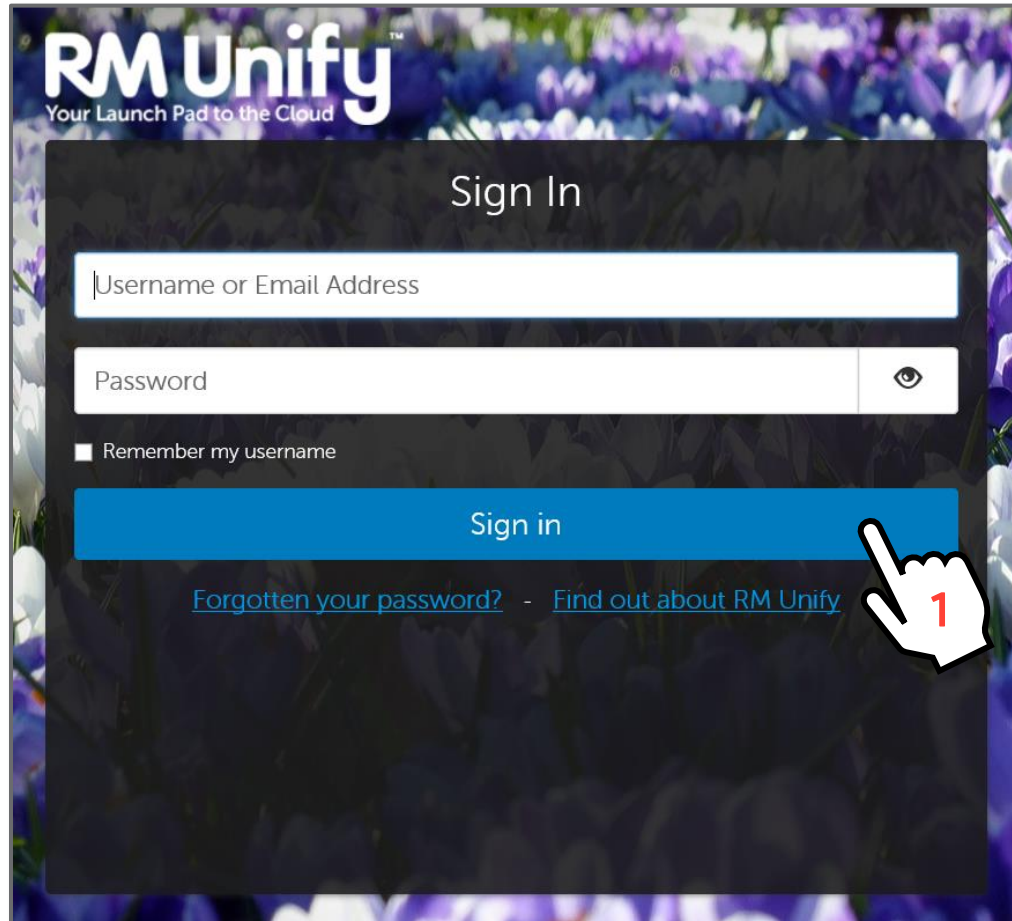 RM Unify™
Your Launch Pad to the Cloud
Sign In
Username or Email Address
Password
Remember my username
Sign in
Forgotten your password? - Find out about RM Unify
1